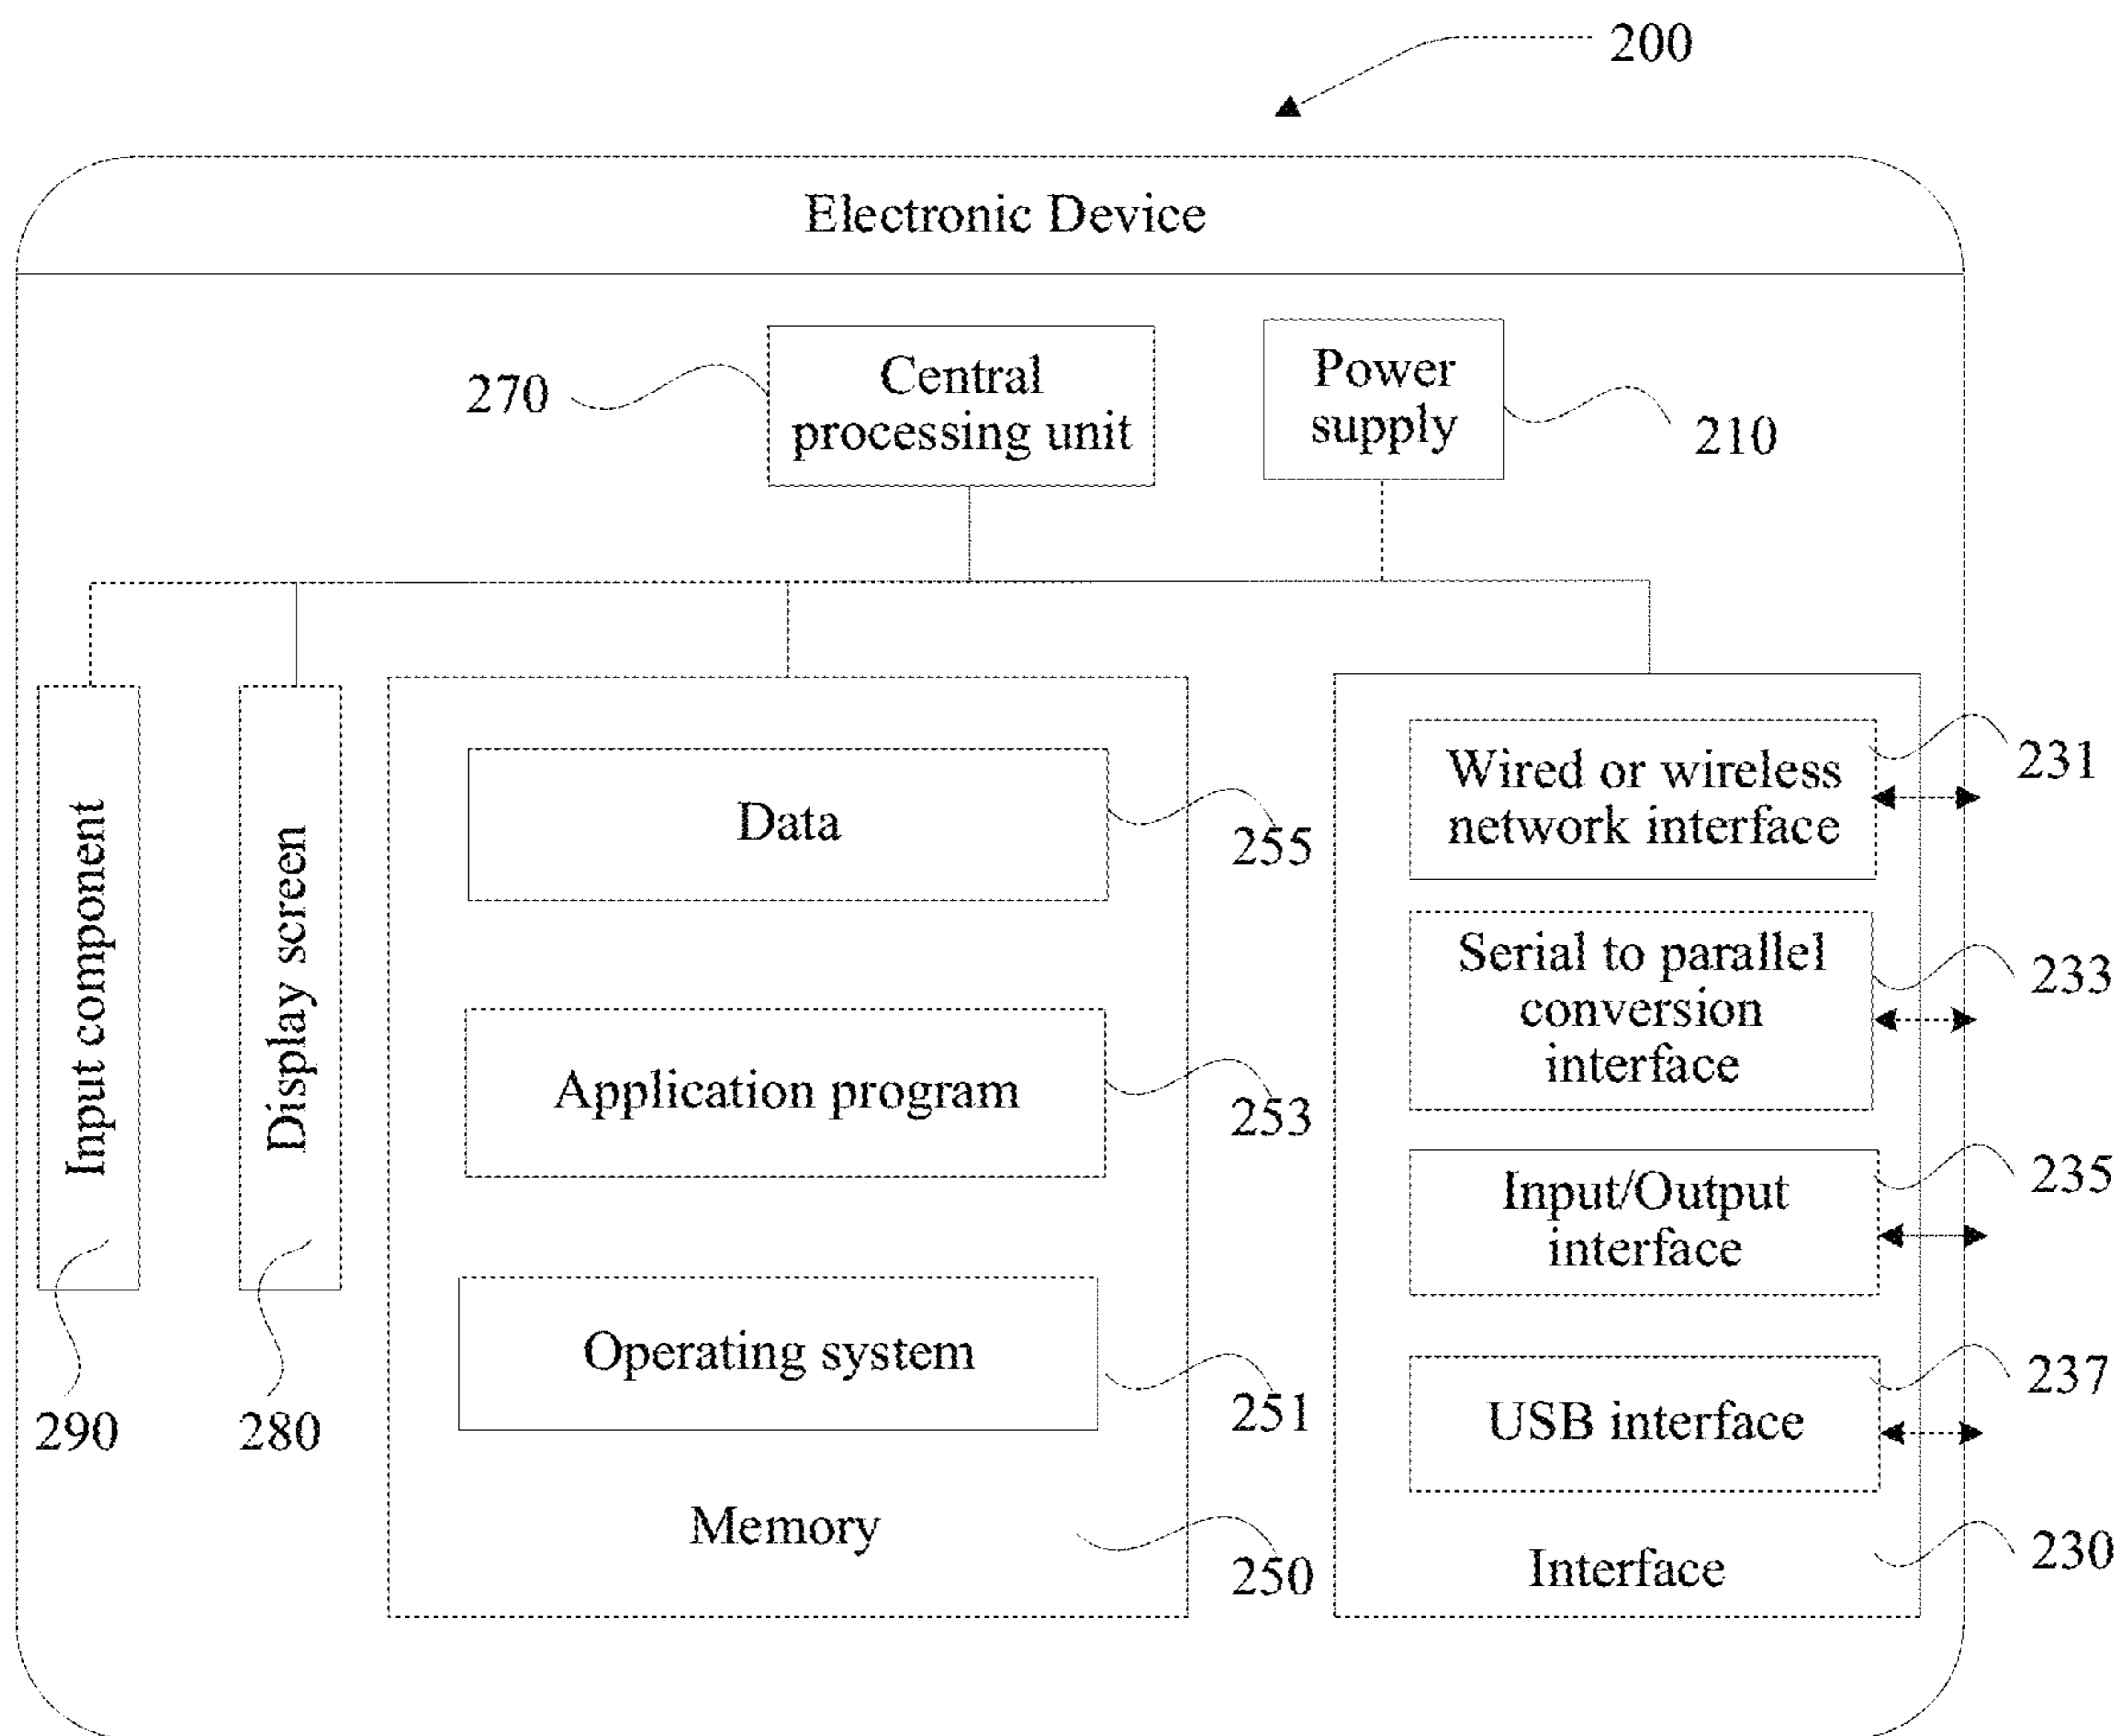 200
Electronic Device
270
Central
processing unit
Power
supply
210
Input component
290
Display screen
280
Data
255
Application program
253
Operating system
251
Memory
250
Wired or wireless
network interface
231
Serial to parallel
conversion
interface
233
Input/Output
interface
235
USB interface
237
Interface
230